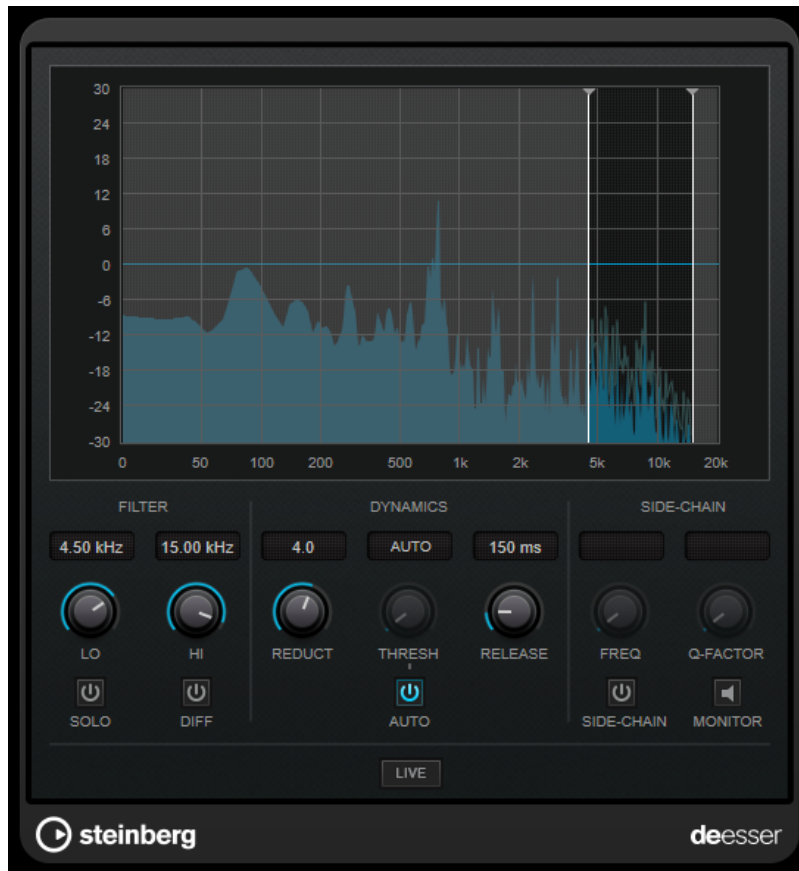 30
24
18
12
6
0
-6
-12
-18
-24
-30
0 50 100 200 500 1k 2k 5k 10k 20k
FILTER DYNAMICS SIDE-CHAIN
4.50 kHz 15.00 kHz 4.0 AUTO 150 ms
LO HI REDUCT THRESH RELEASE FREQ Q-FACTOR
SOLO DIFF AUTO SIDE-CHAIN MONITOR
LIVE
steinberg deesser